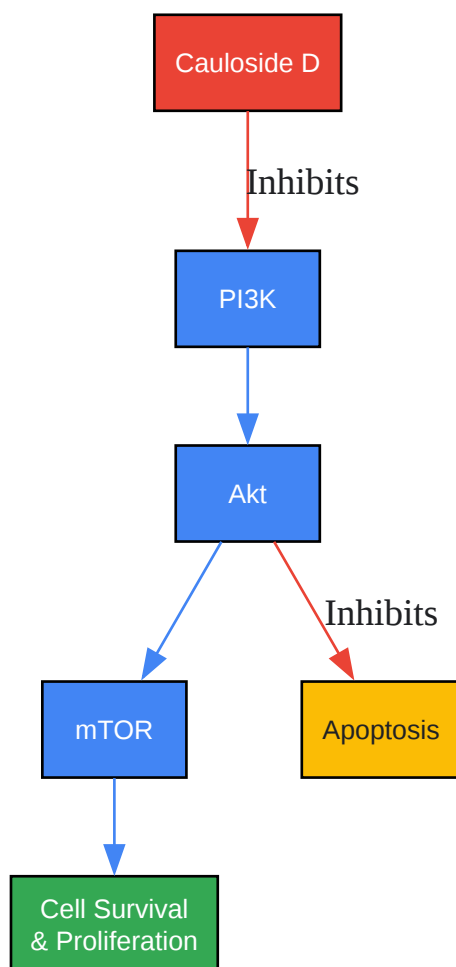 Cauloside D
Inhibits
PI3K
Akt
Inhibits
mTOR
Apoptosis
Cell Survival
& Proliferation